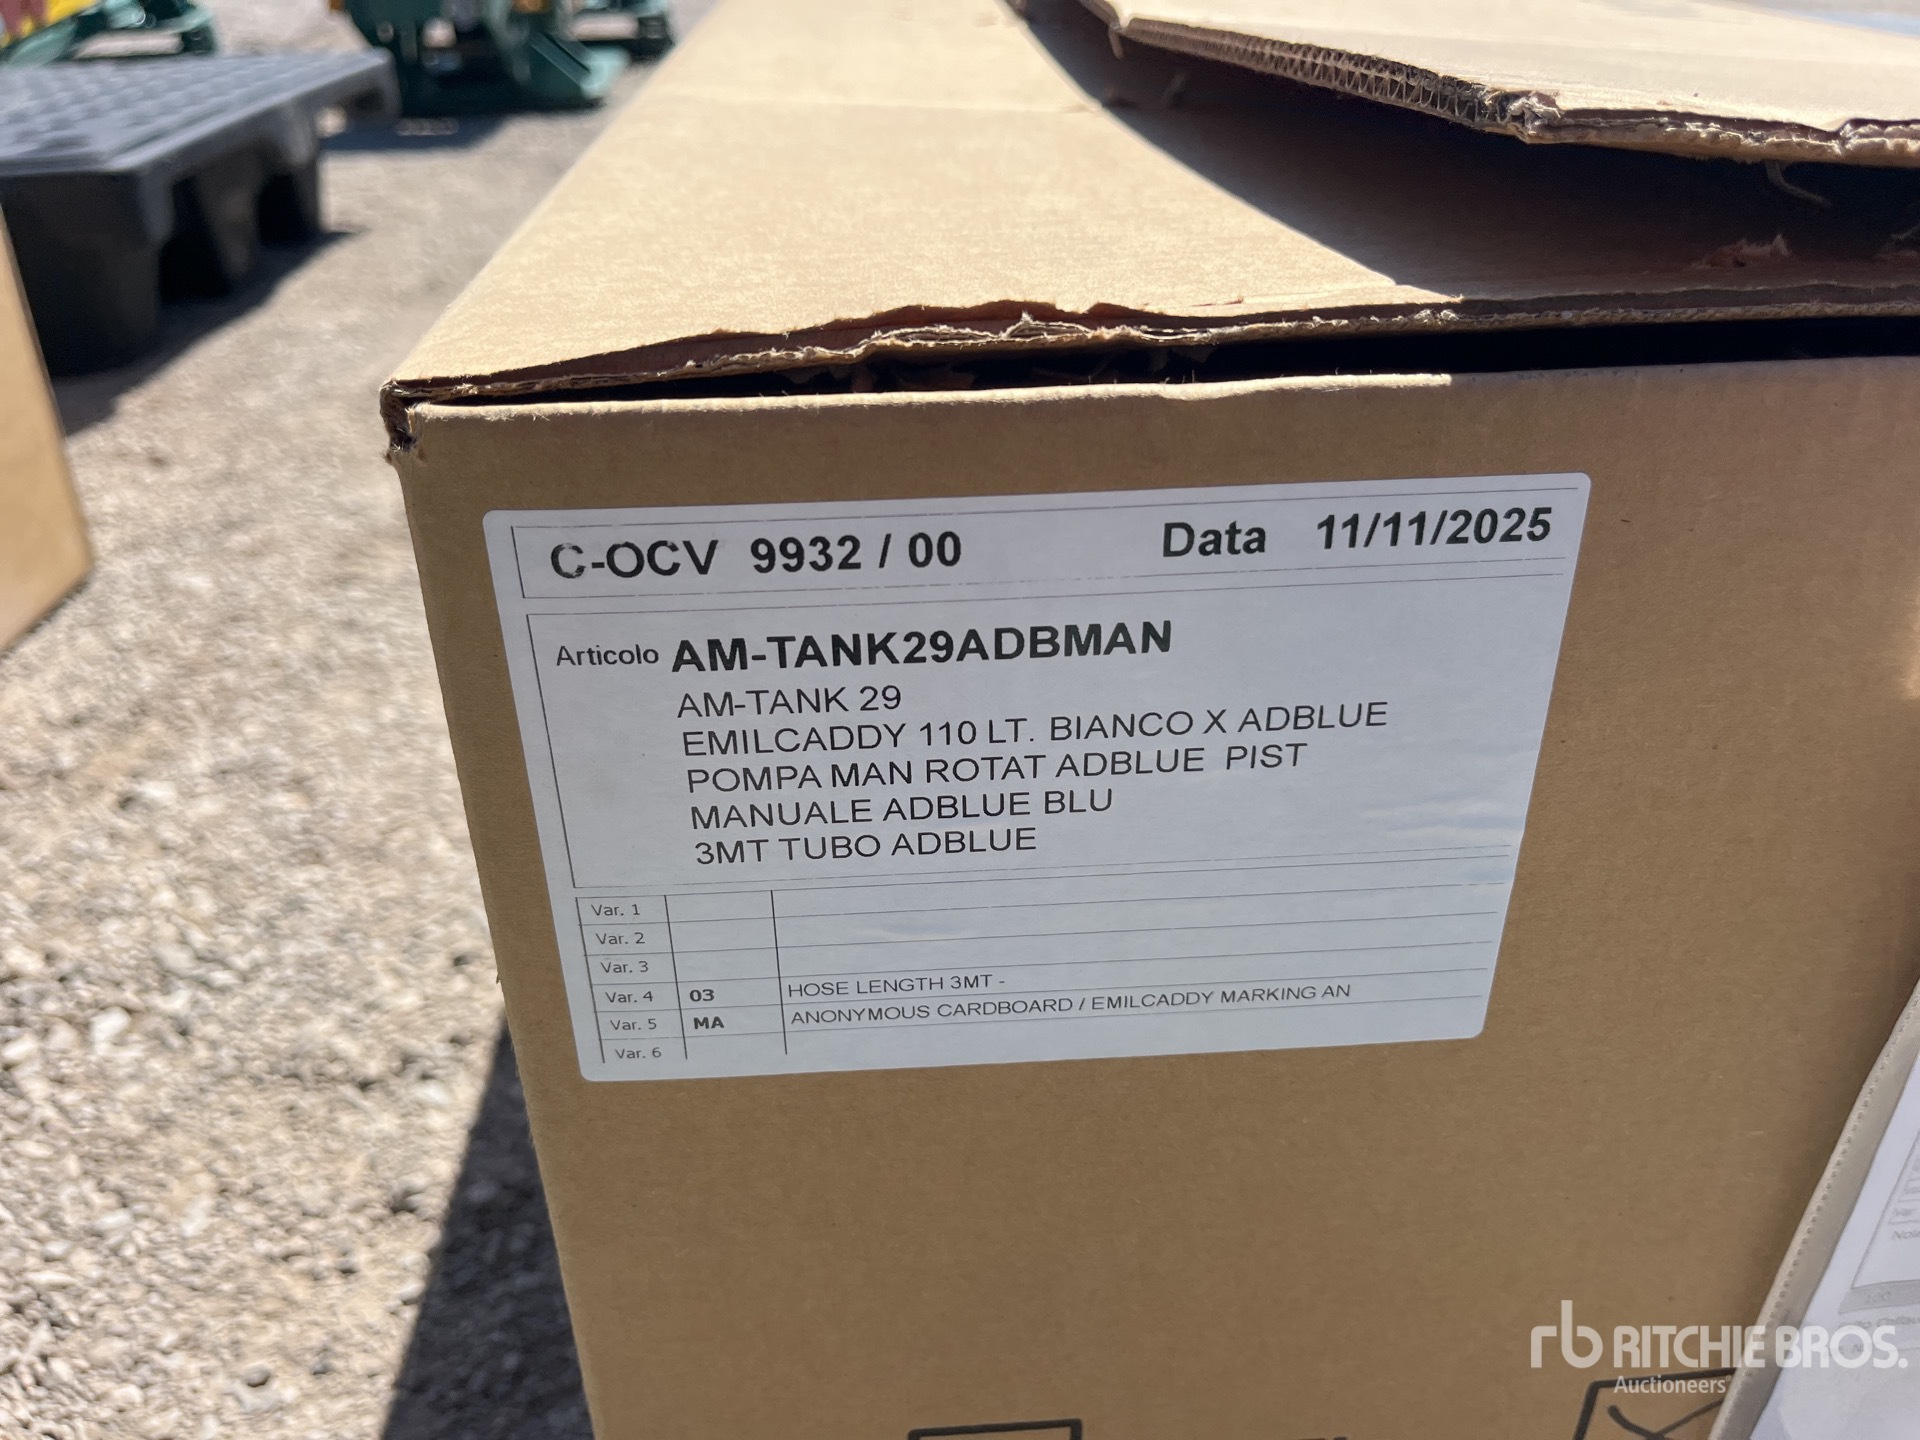 C-OCV 9932 / 00 Data 11/11/2025
Articolo AM-TANK29ADBMAN
AM-TANK 29
EMILCADDY 110 LT. BIANCO X ADBLUE
POMPA MAN ROTAT ADBLUE PIST
MANUALE ADBLUE BLU
3MT TUBO ADBLUE
Var. 1
Var. 2
Var. 3
Var. 4 03 HOSE LENGTH 3MT -
Var. 5 MA ANONYMOUS CARDBOARD / EMILCADDY MARKING AN
Var. 6
rb RITCHIE BROS.
Auctioneers